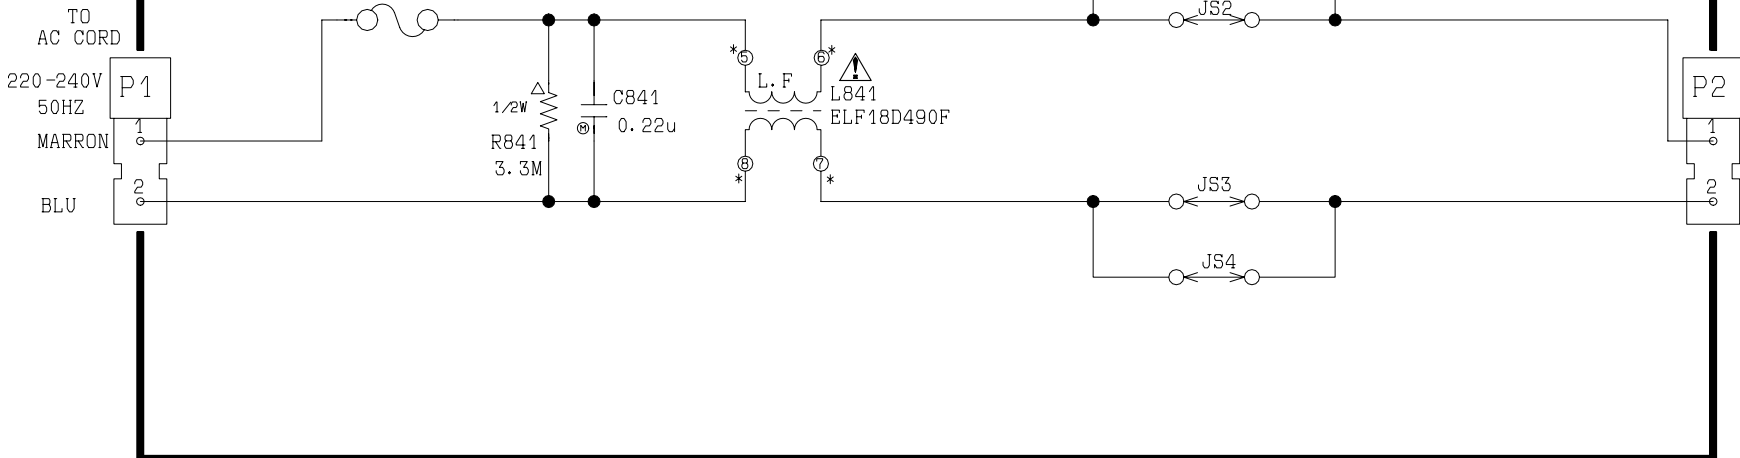 TO
AC CORD
220-240V
50HZ
P1
1
MARRON
2
BLU
1/2W
R841
3.3M
C841
M
0.22u
* 5
L.F
6 *
!
L841
ELF18D490F
8
*
7
*
JS2
JS3
JS4
P2
1
2